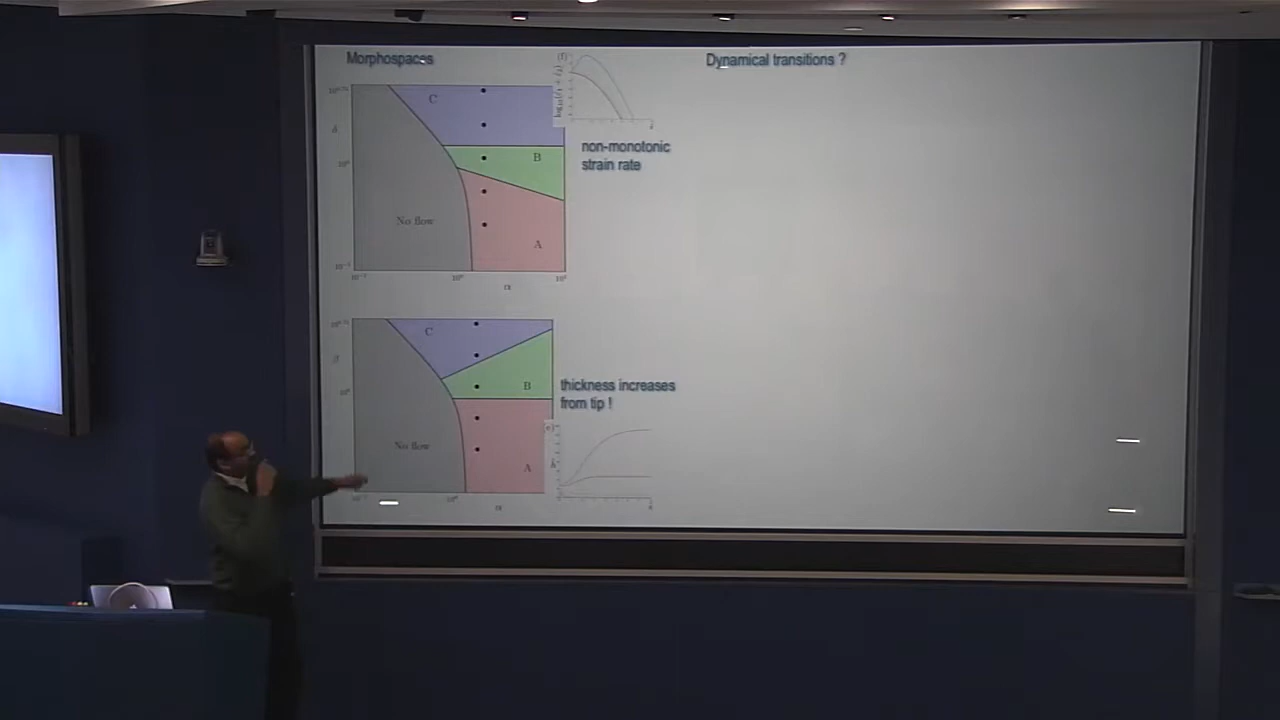 Morphospaces
Dynamical transitions ?
(f)
C
B
No flow
A
α
non-monotonic
strain rate
C
B
No flow
A
α
thickness increases
from tip !
(e)
h